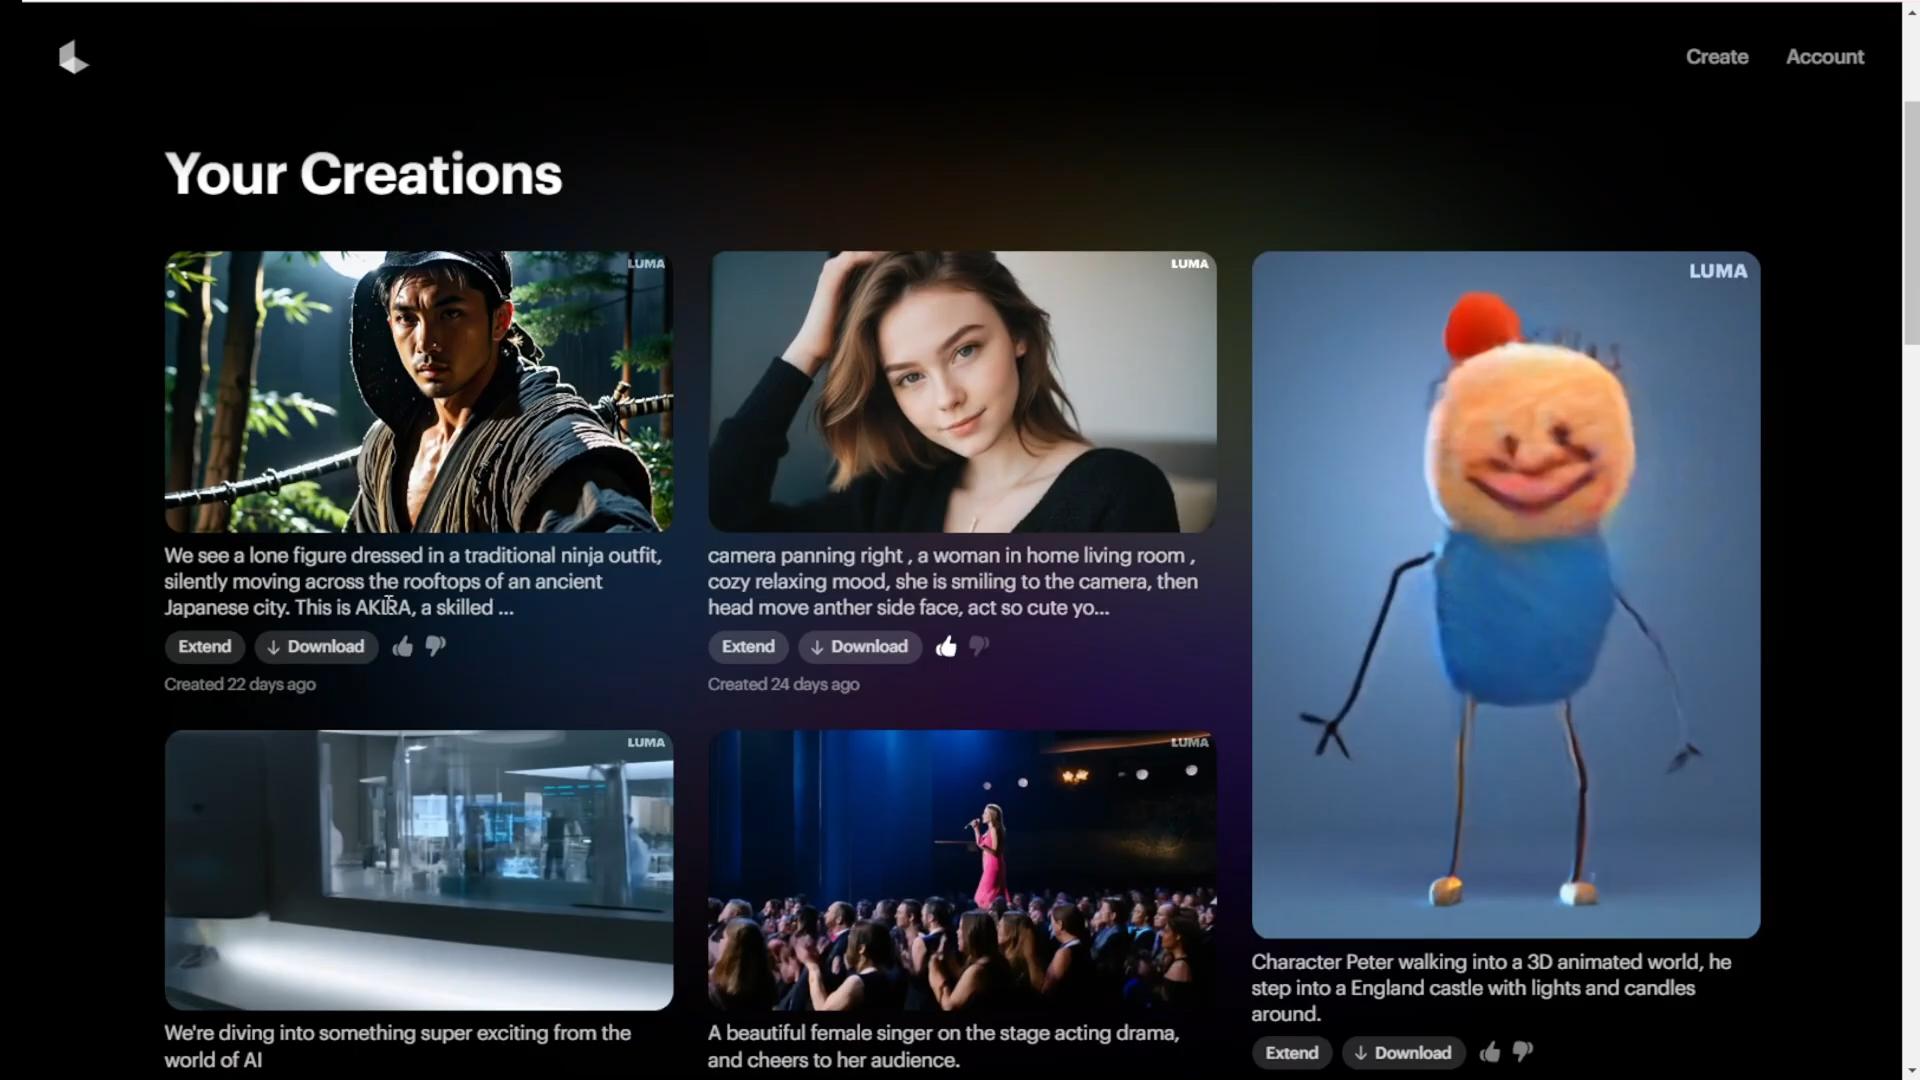 Create
Account
Your Creations
LUMA
We see a lone figure dressed in a traditional ninja outfit,
silently moving across the rooftops of an ancient
Japanese city. This is AKIRA, a skilled ...
Extend
Download
Created 22 days ago
LUMA
camera panning right , a woman in home living room ,
cozy relaxing mood, she is smiling to the camera, then
head move anther side face, act so cute yo...
Extend
Download
Created 24 days ago
LUMA
Character Peter walking into a 3D animated world, he
step into a England castle with lights and candles
around.
Extend
Download
LUMA
We're diving into something super exciting from the
world of AI
LUMA
A beautiful female singer on the stage acting drama,
and cheers to her audience.